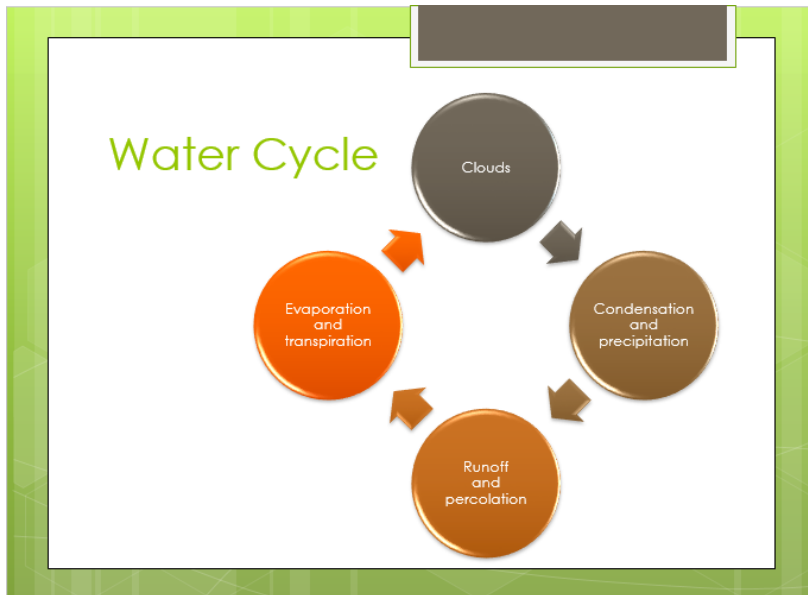 Water Cycle
Clouds
Condensation
and
precipitation
Runoff
and
percolation
Evaporation
and
transpiration